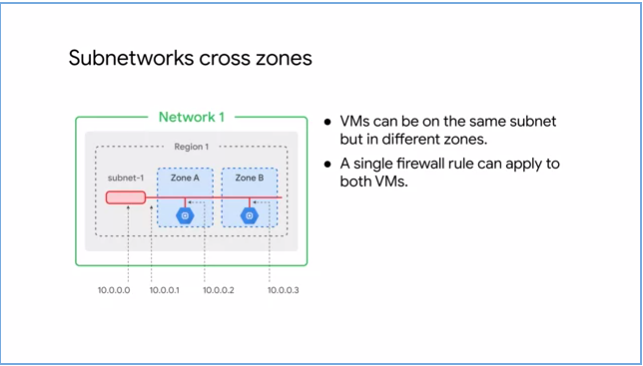 Subnetworks cross zones
Network 1
Region 1
subnet-1
Zone A
Zone B
10.0.0.0
10.0.0.1
10.0.0.2
10.0.0.3
● VMs can be on the same subnet
but in different zones.
● A single firewall rule can apply to
both VMs.